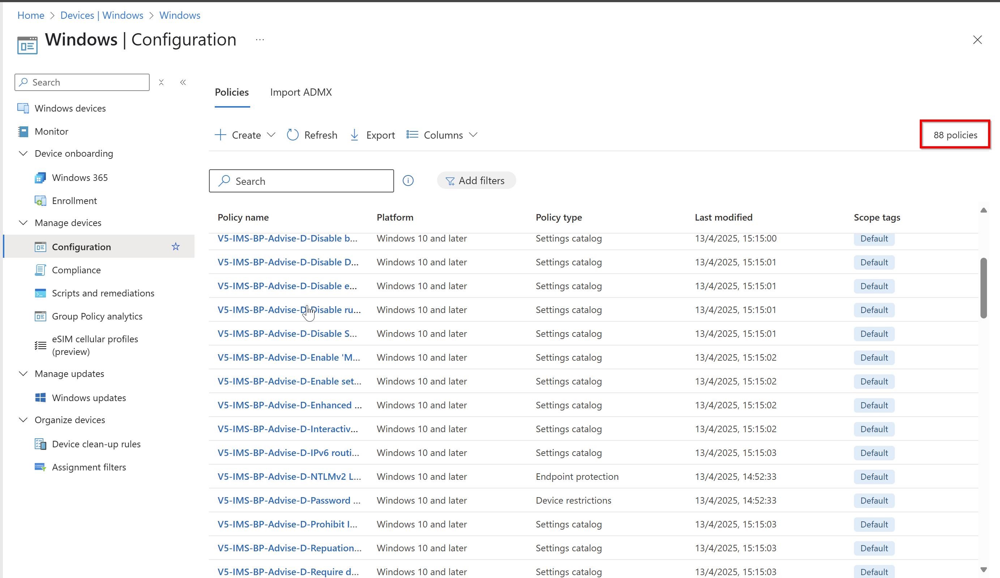 Home > Devices | Windows > Windows
Windows | Configuration ...
Search
Windows devices
Monitor
Device onboarding
Windows 365
Enrollment
Manage devices
Configuration
Compliance
Scripts and remediations
Group Policy analytics
eSIM cellular profiles
(preview)
Manage updates
Windows updates
Organize devices
Device clean-up rules
Assignment filters
Policies Import ADMX
Create Refresh Export Columns 88 policies
Search Add filters
Policy name Platform Policy type Last modified Scope tags
V5-IMS-BP-Advise-D-Disable b... Windows 10 and later Settings catalog 13/4/2025, 15:15:00 Default
V5-IMS-BP-Advise-D-Disable D... Windows 10 and later Settings catalog 13/4/2025, 15:15:01 Default
V5-IMS-BP-Advise-D-Disable e... Windows 10 and later Settings catalog 13/4/2025, 15:15:01 Default
V5-IMS-BP-Advise-D-Disable ru... Windows 10 and later Settings catalog 13/4/2025, 15:15:01 Default
V5-IMS-BP-Advise-D-Disable S... Windows 10 and later Settings catalog 13/4/2025, 15:15:01 Default
V5-IMS-BP-Advise-D-Enable 'M... Windows 10 and later Settings catalog 13/4/2025, 15:15:02 Default
V5-IMS-BP-Advise-D-Enable set... Windows 10 and later Settings catalog 13/4/2025, 15:15:02 Default
V5-IMS-BP-Advise-D-Enhanced ... Windows 10 and later Settings catalog 13/4/2025, 15:15:02 Default
V5-IMS-BP-Advise-D-Interactiv... Windows 10 and later Settings catalog 13/4/2025, 15:15:02 Default
V5-IMS-BP-Advise-D-IPv6 routi... Windows 10 and later Settings catalog 13/4/2025, 15:15:03 Default
V5-IMS-BP-Advise-D-NTLMv2 L... Windows 10 and later Endpoint protection 13/4/2025, 14:52:33 Default
V5-IMS-BP-Advise-D-Password ... Windows 10 and later Device restrictions 13/4/2025, 14:52:33 Default
V5-IMS-BP-Advise-D-Prohibit I... Windows 10 and later Settings catalog 13/4/2025, 15:15:03 Default
V5-IMS-BP-Advise-D-Repuation... Windows 10 and later Settings catalog 13/4/2025, 15:15:03 Default
V5-IMS-BP-Advise-D-Require d... Windows 10 and later Settings catalog 13/4/2025, 15:15:03 Default